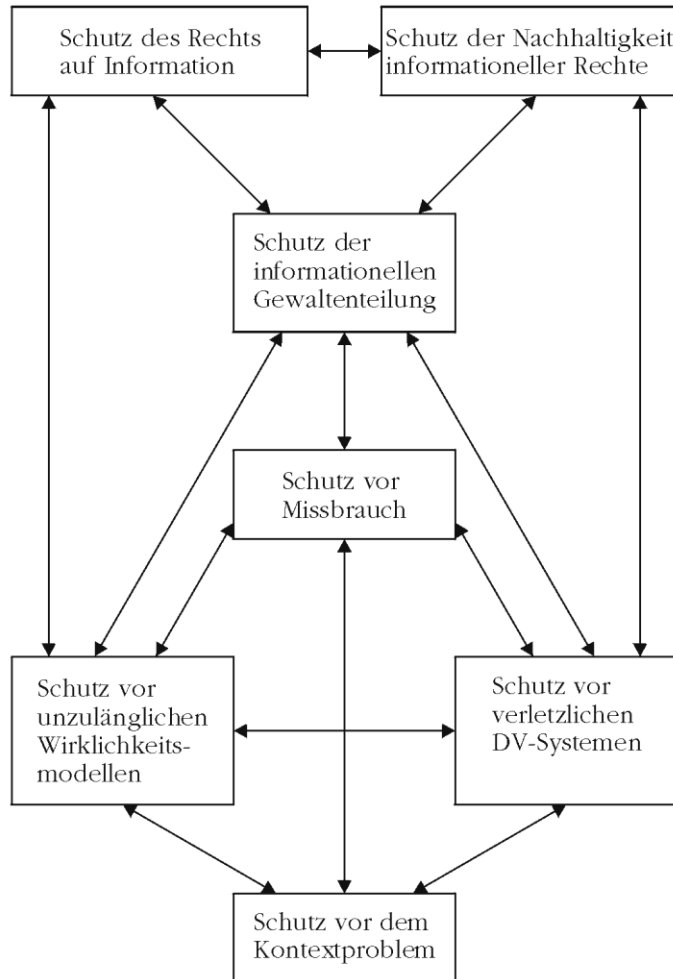 Schutz des Rechts
auf Information
Schutz der Nachhaltigkeit
informationeller Rechte
Schutz der
informationellen
Gewaltenteilung
Schutz vor
Missbrauch
Schutz vor
unzulänglichen
Wirklichkeits-
modellen
Schutz vor
verletzlichen
DV-Systemen
Schutz vor dem
Kontextproblem